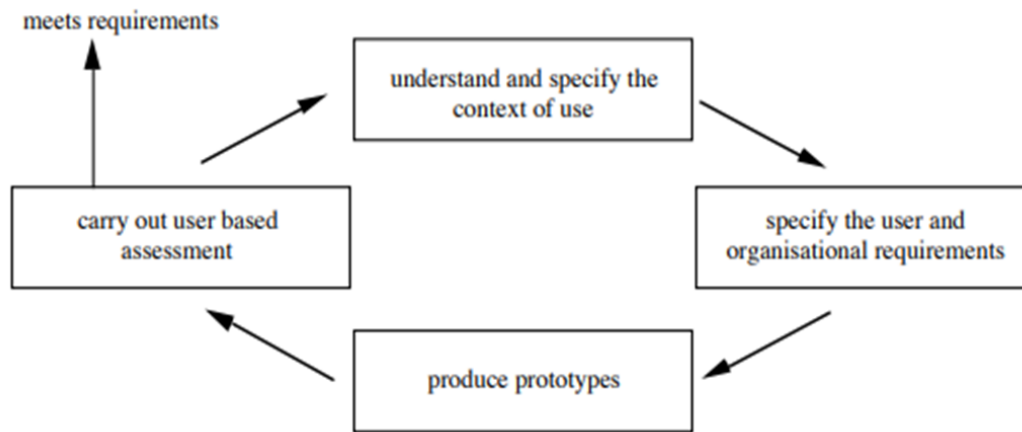 meets requirements
understand and specify the
context of use
carry out user based
assessment
specify the user and
organisational requirements
produce prototypes